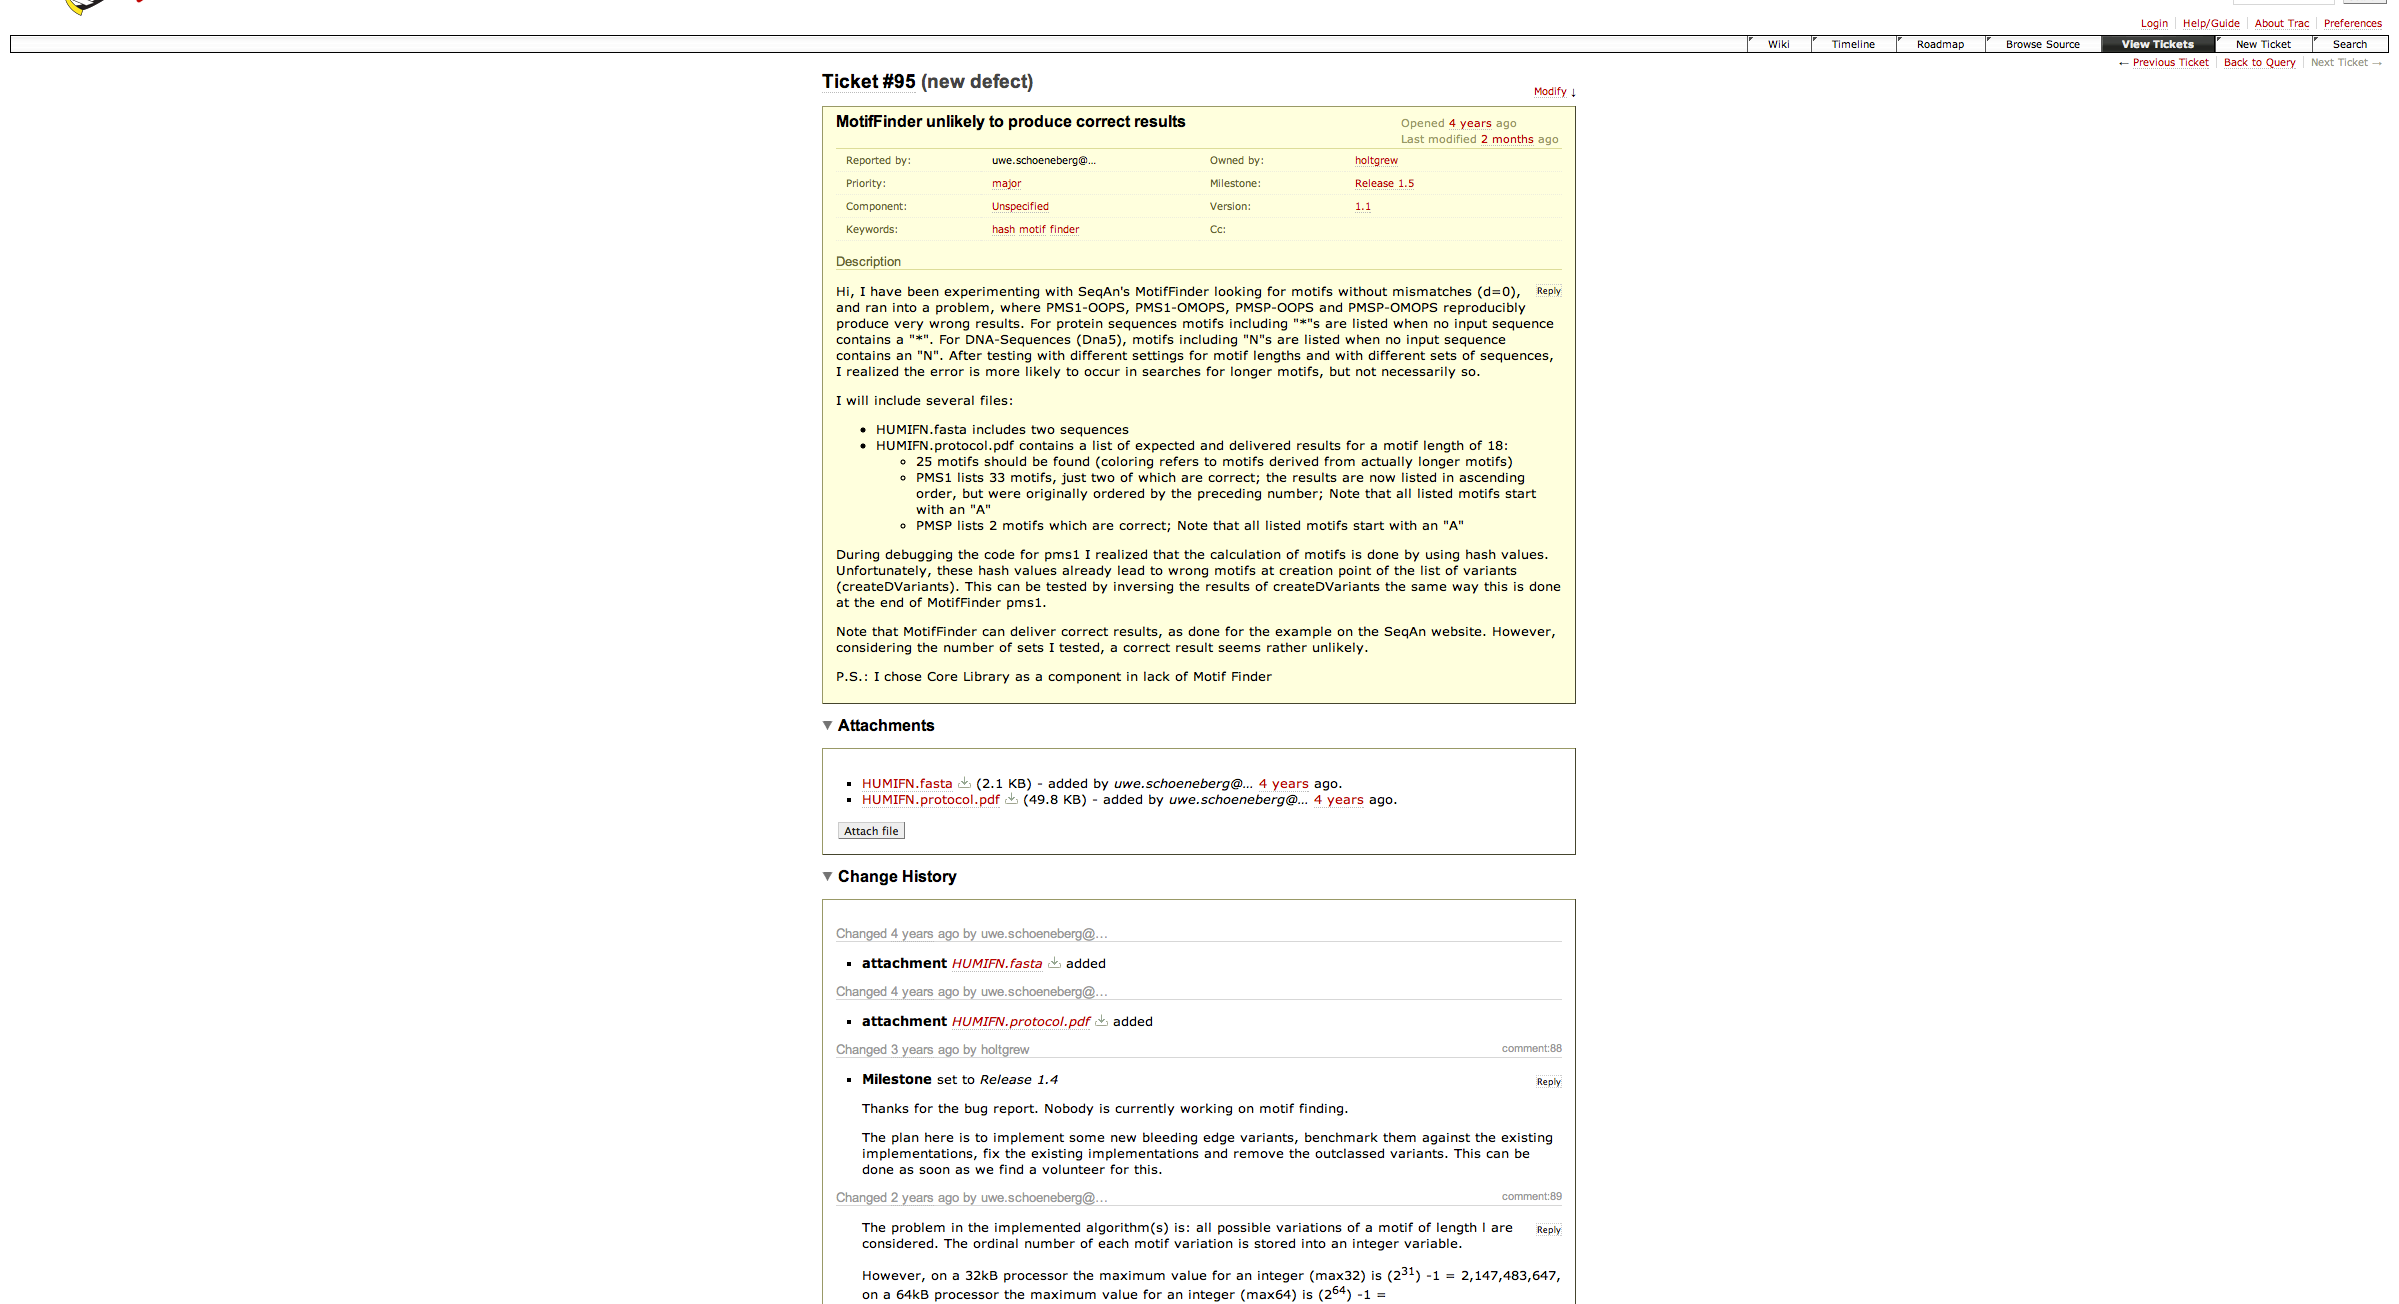 Login Help/Guide About Trac Preferences
Wiki Timeline Roadmap Browse Source View Tickets New Ticket Search
← Previous Ticket Back to Query Next Ticket →
Ticket #95 (new defect)
Modify ↓
MotifFinder unlikely to produce correct results
Opened 4 years ago
Last modified 2 months ago
Reported by: uwe.schoeneberg@… Owned by: holtgrew
Priority: major Milestone: Release 1.5
Component: Unspecified Version: 1.1
Keywords: hash motif finder Cc:
Description
Hi, I have been experimenting with SeqAn's MotifFinder looking for motifs without mismatches (d=0), Reply
and ran into a problem, where PMS1-OOPS, PMS1-OMOPS, PMSP-OOPS and PMSP-OMOPS reproducibly
produce very wrong results. For protein sequences motifs including "*"s are listed when no input sequence
contains a "*". For DNA-Sequences (Dna5), motifs including "N"s are listed when no input sequence
contains an "N". After testing with different settings for motif lengths and with different sets of sequences,
I realized the error is more likely to occur in searches for longer motifs, but not necessarily so.
I will include several files:
• HUMIFN.fasta includes two sequences
• HUMIFN.protocol.pdf contains a list of expected and delivered results for a motif length of 18:
◦ 25 motifs should be found (coloring refers to motifs derived from actually longer motifs)
◦ PMS1 lists 33 motifs, just two of which are correct; the results are now listed in ascending
order, but were originally ordered by the preceding number; Note that all listed motifs start
with an "A"
◦ PMSP lists 2 motifs which are correct; Note that all listed motifs start with an "A"
During debugging the code for pms1 I realized that the calculation of motifs is done by using hash values.
Unfortunately, these hash values already lead to wrong motifs at creation point of the list of variants
(createDVariants). This can be tested by inversing the results of createDVariants the same way this is done
at the end of MotifFinder pms1.
Note that MotifFinder can deliver correct results, as done for the example on the SeqAn website. However,
considering the number of sets I tested, a correct result seems rather unlikely.
P.S.: I chose Core Library as a component in lack of Motif Finder
▼ Attachments
▪ HUMIFN.fasta (2.1 KB) - added by uwe.schoeneberg@… 4 years ago.
▪ HUMIFN.protocol.pdf (49.8 KB) - added by uwe.schoeneberg@… 4 years ago.
Attach file
▼ Change History
Changed 4 years ago by uwe.schoeneberg@…
▪ attachment HUMIFN.fasta added
Changed 4 years ago by uwe.schoeneberg@…
▪ attachment HUMIFN.protocol.pdf added
Changed 3 years ago by holtgrew comment:88
▪ Milestone set to Release 1.4 Reply
Thanks for the bug report. Nobody is currently working on motif finding.
The plan here is to implement some new bleeding edge variants, benchmark them against the existing
implementations, fix the existing implementations and remove the outclassed variants. This can be
done as soon as we find a volunteer for this.
Changed 2 years ago by uwe.schoeneberg@… comment:89
The problem in the implemented algorithm(s) is: all possible variations of a motif of length l are Reply
considered. The ordinal number of each motif variation is stored into an integer variable.
However, on a 32kB processor the maximum value for an integer (max32) is (2^31) -1 = 2,147,483,647,
on a 64kB processor the maximum value for an integer (max64) is (2^64) -1 =